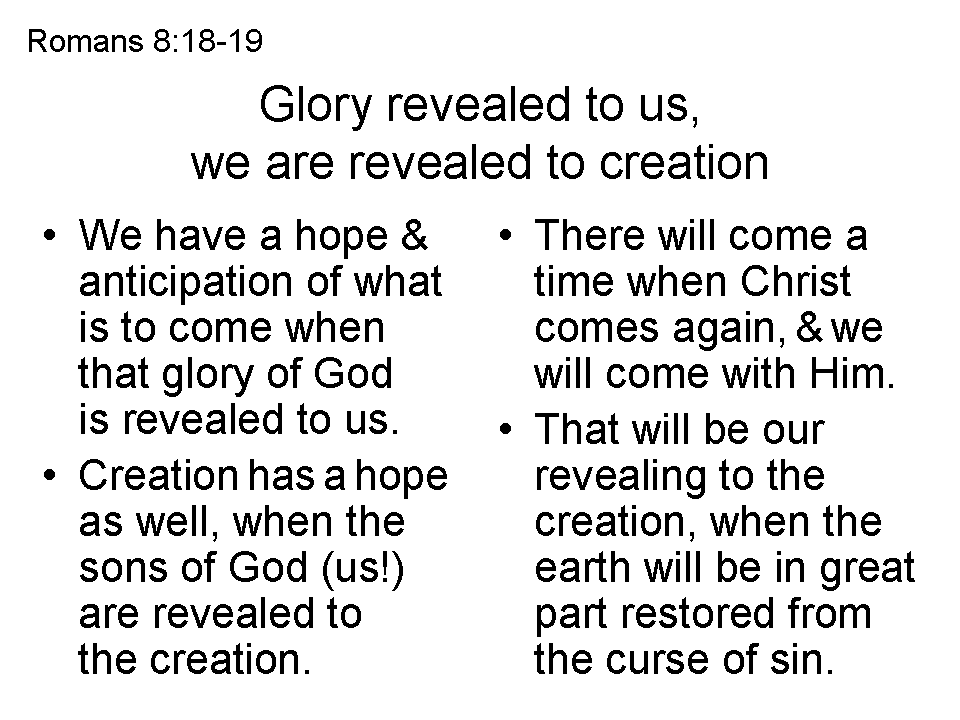 Romans 8:18-19
Glory revealed to us,
we are revealed to creation
• We have a hope &
anticipation of what
is to come when
that glory of God
is revealed to us.
• Creation has a hope
as well, when the
sons of God (us!)
are revealed to
the creation.
• There will come a
time when Christ
comes again, & we
will come with Him.
• That will be our
revealing to the
creation, when the
earth will be in great
part restored from
the curse of sin.